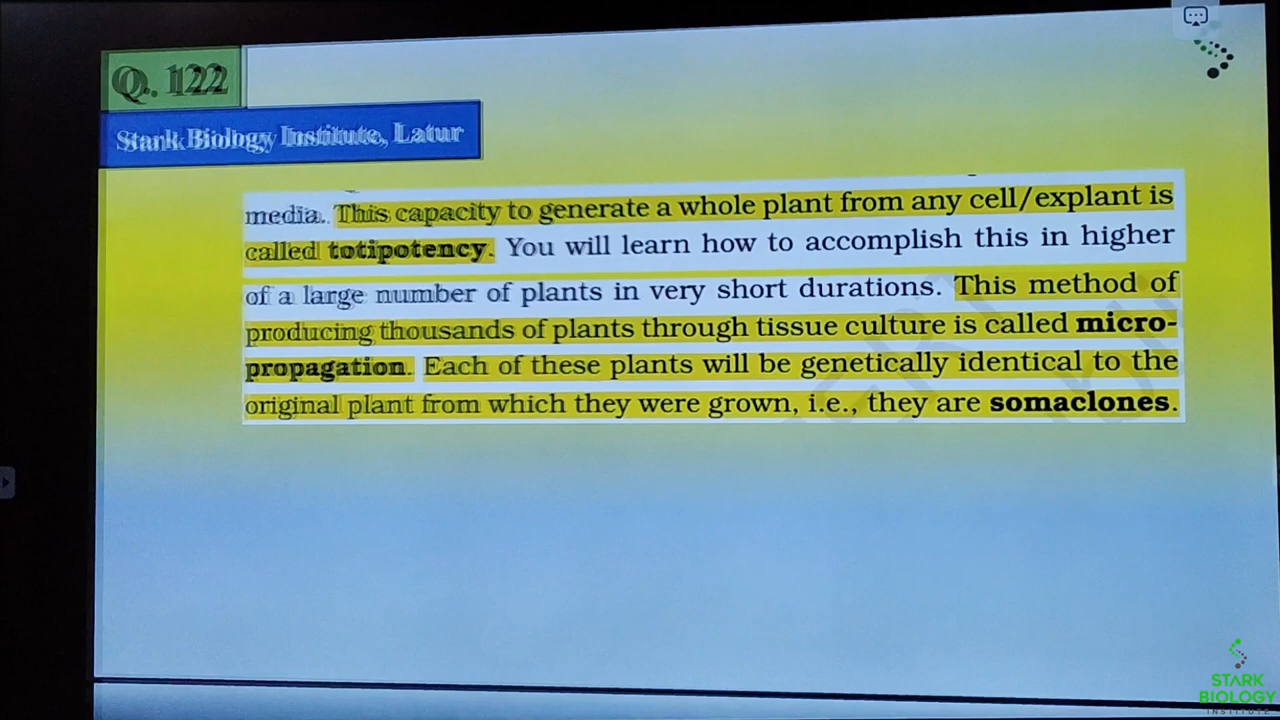 Q. 122
Stark Biology Institute, Latur
media. This capacity to generate a whole plant from any cell/explant is
called totipotency. You will learn how to accomplish this in higher
of a large number of plants in very short durations. This method of
producing thousands of plants through tissue culture is called micro-
propagation. Each of these plants will be genetically identical to the
original plant from which they were grown, i.e., they are somaclones.
STARK
BIOLOGY
INSTITUTE